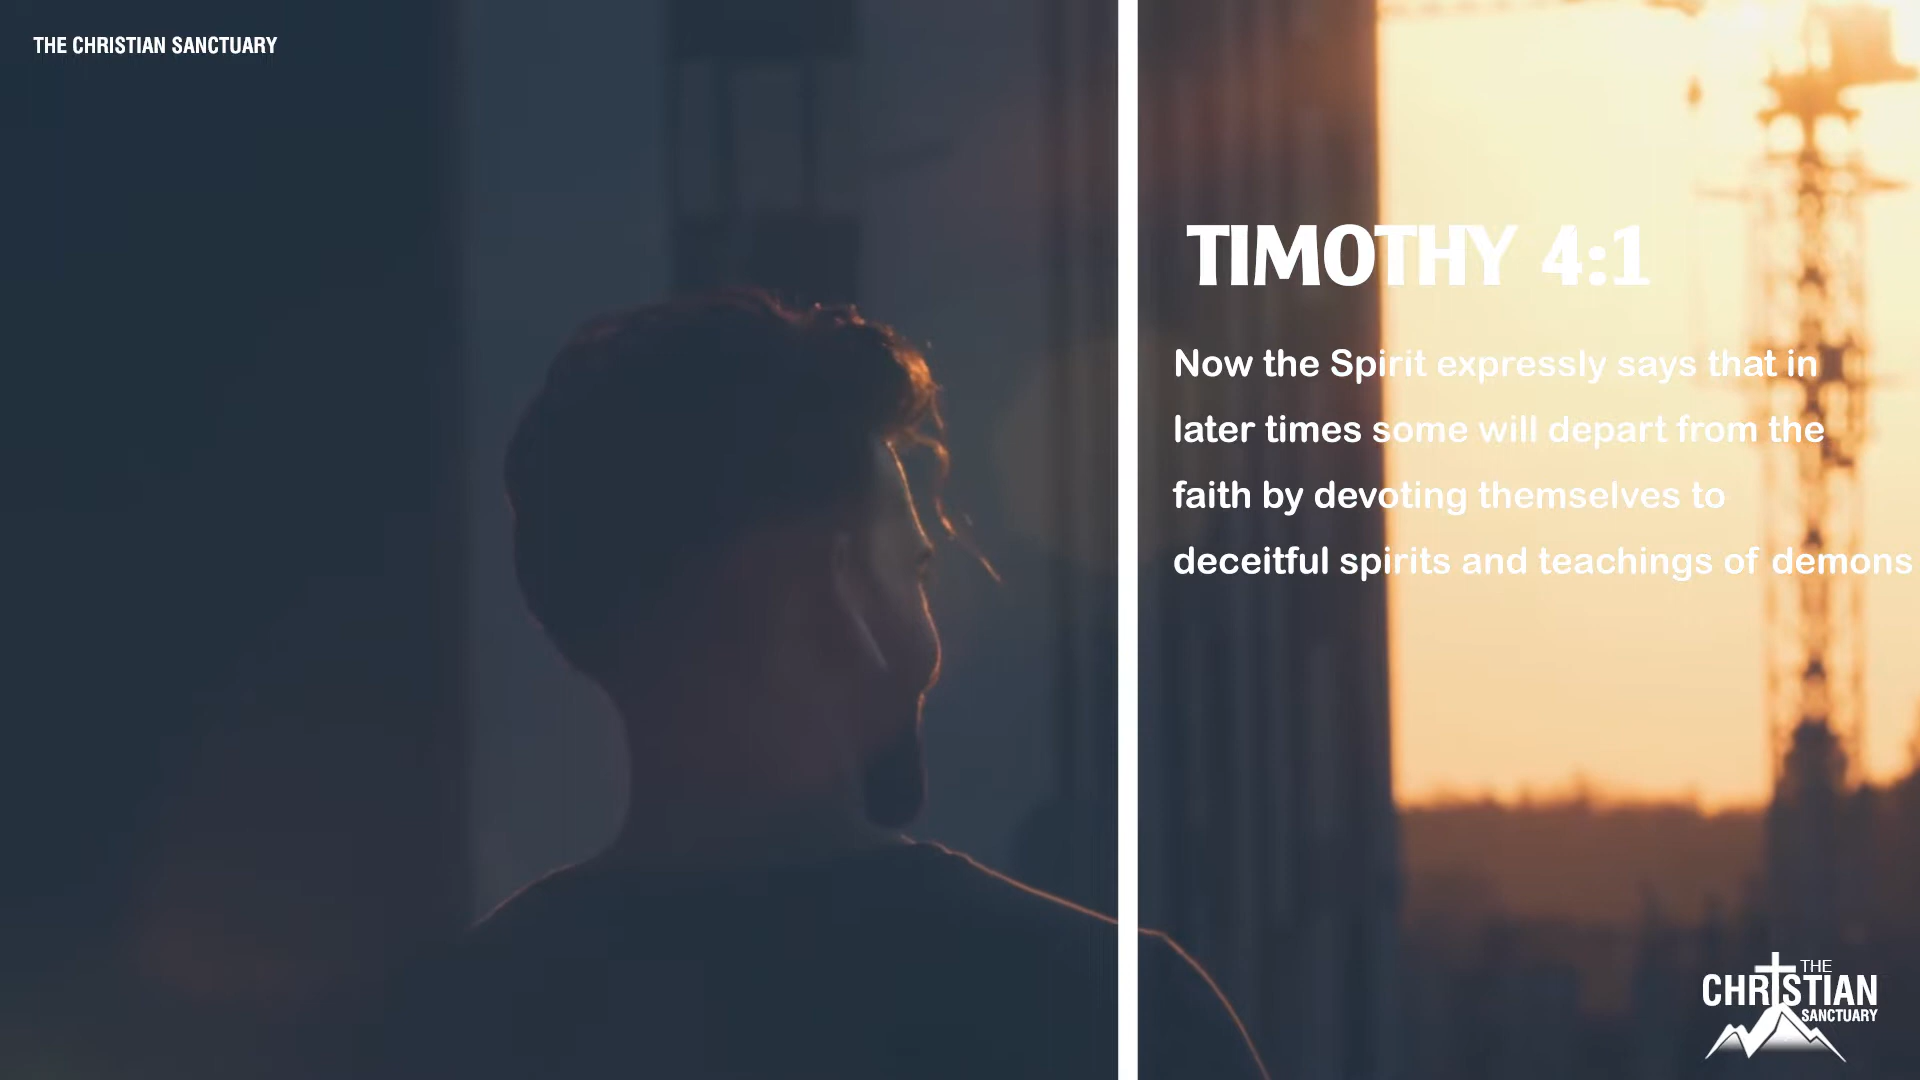 THE CHRISTIAN SANCTUARY
TIMOTHY 4:1
Now the Spirit expressly says that in
later times some will depart from the
faith by devoting themselves to
deceitful spirits and teachings of demons
THE
CHRISTIAN
SANCTUARY